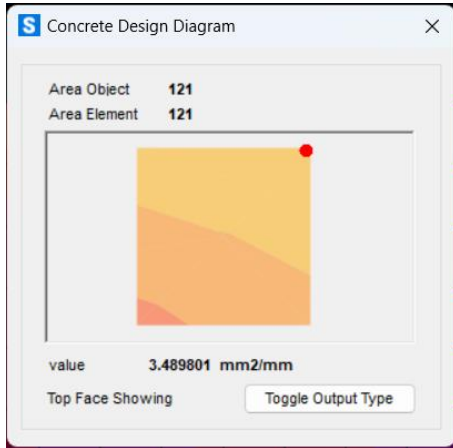 S Concrete Design Diagram
Area Object 121
Area Element 121
value 3.489801 mm2/mm
Top Face Showing Toggle Output Type